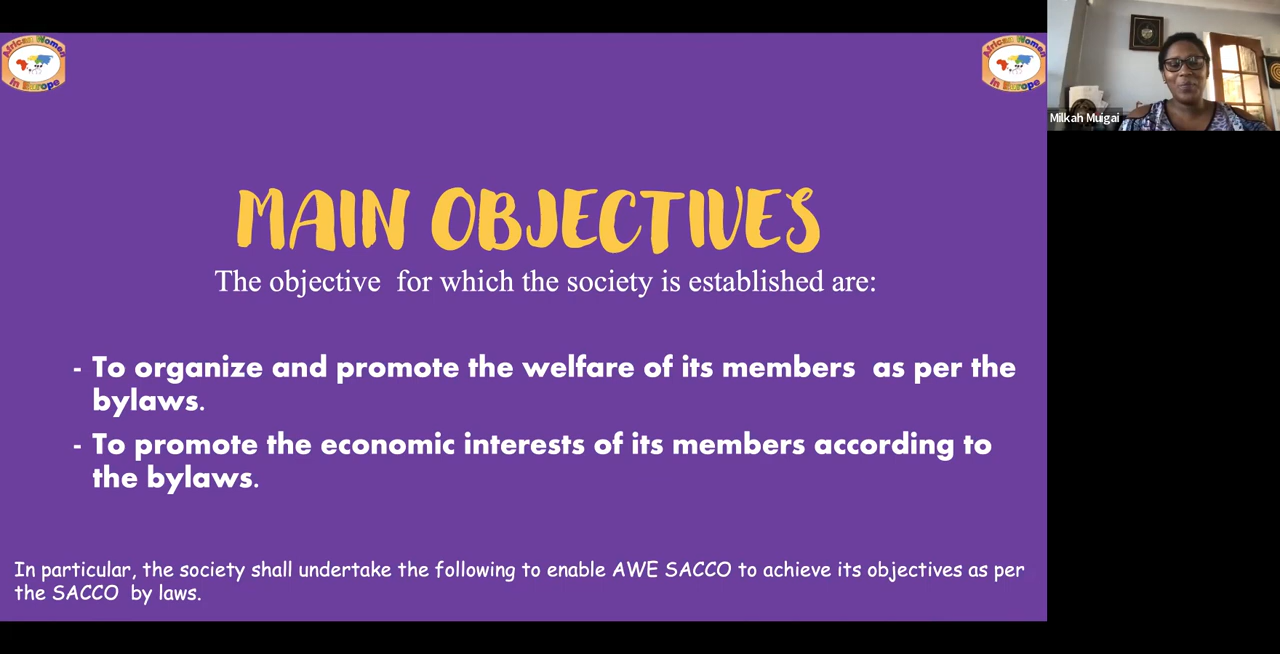 African Women
In Europe
African Women
In Europe
Milkah Muigai
MAIN OBJECTIVES
The objective  for which the society is established are:
- To organize and promote the welfare of its members  as per the
bylaws.
- To promote the economic interests of its members according to
the bylaws.
In particular, the society shall undertake the following to enable AWE SACCO to achieve its objectives as per
the SACCO  by laws.